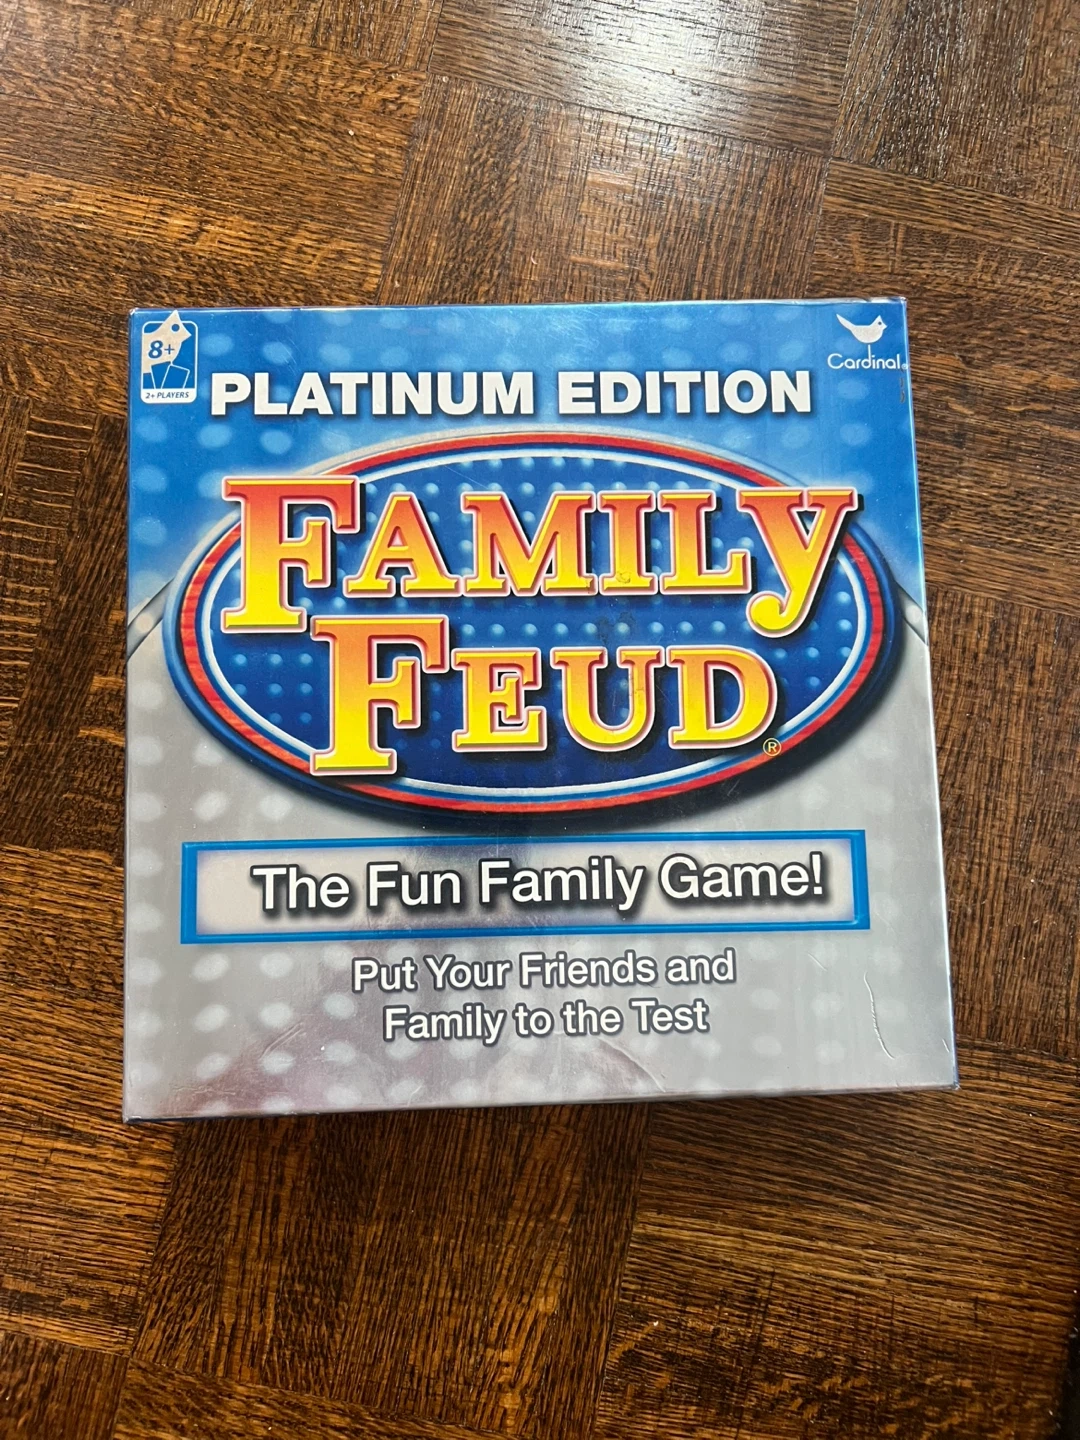 8+
2+ PLAYERS
Cardinal®
PLATINUM EDITION
FAMILY
FEUD®
The Fun Family Game!
Put Your Friends and
Family to the Test